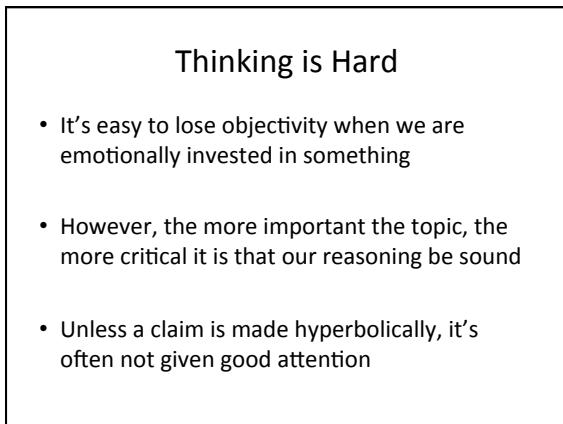 Thinking is Hard
• It's easy to lose objectivity when we are
emotionally invested in something
• However, the more important the topic, the
more critical it is that our reasoning be sound
• Unless a claim is made hyperbolically, it's
often not given good attention